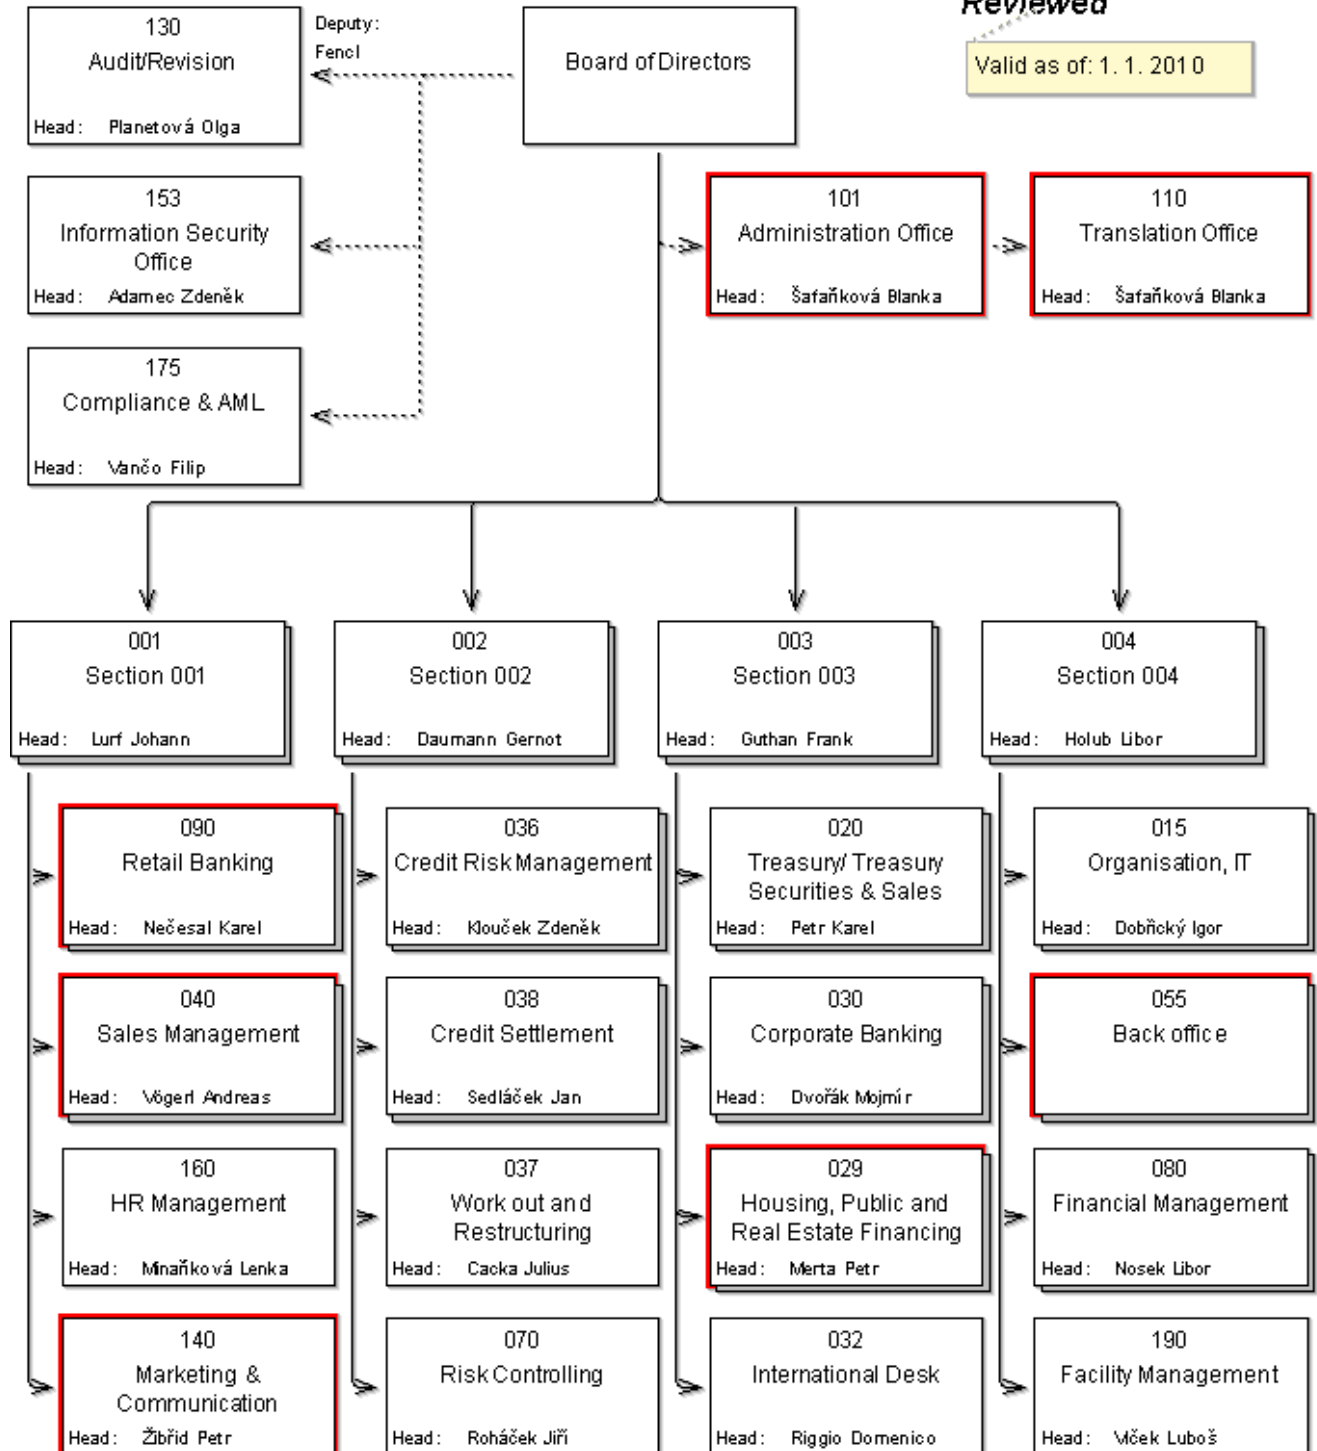 Reviewed
Valid as of: 1. 1. 2010
130
Audit/Revision
Head: Planetová Olga
Deputy:
Fencl
Board of Directors
153
Information Security
Office
Head: Adamec Zdeněk
101
Administration Office
Head: Šafaříková Blanka
110
Translation Office
Head: Šafaříková Blanka
175
Compliance & AML
Head: Vančo Filip
001
Section 001
Head: Lurf Johann
002
Section 002
Head: Daumann Gernot
003
Section 003
Head: Guthan Frank
004
Section 004
Head: Holub Libor
090
Retail Banking
Head: Nečesal Karel
036
Credit Risk Management
Head: Klouček Zdeněk
020
Treasury/ Treasury
Securities & Sales
Head: Petr Karel
015
Organisation, IT
Head: Dobřický Igor
040
Sales Management
Head: Vögerl Andreas
038
Credit Settlement
Head: Sedláček Jan
030
Corporate Banking
Head: Dvořák Mojmír
055
Back office
160
HR Management
Head: Minaříková Lenka
037
Work out and
Restructuring
Head: Cacka Julius
029
Housing, Public and
Real Estate Financing
Head: Merta Petr
080
Financial Management
Head: Nosek Libor
140
Marketing &
Communication
Head: Žibřid Petr
070
Risk Controlling
Head: Roháček Jiří
032
International Desk
Head: Riggio Domenico
190
Facility Management
Head: Vlček Luboš